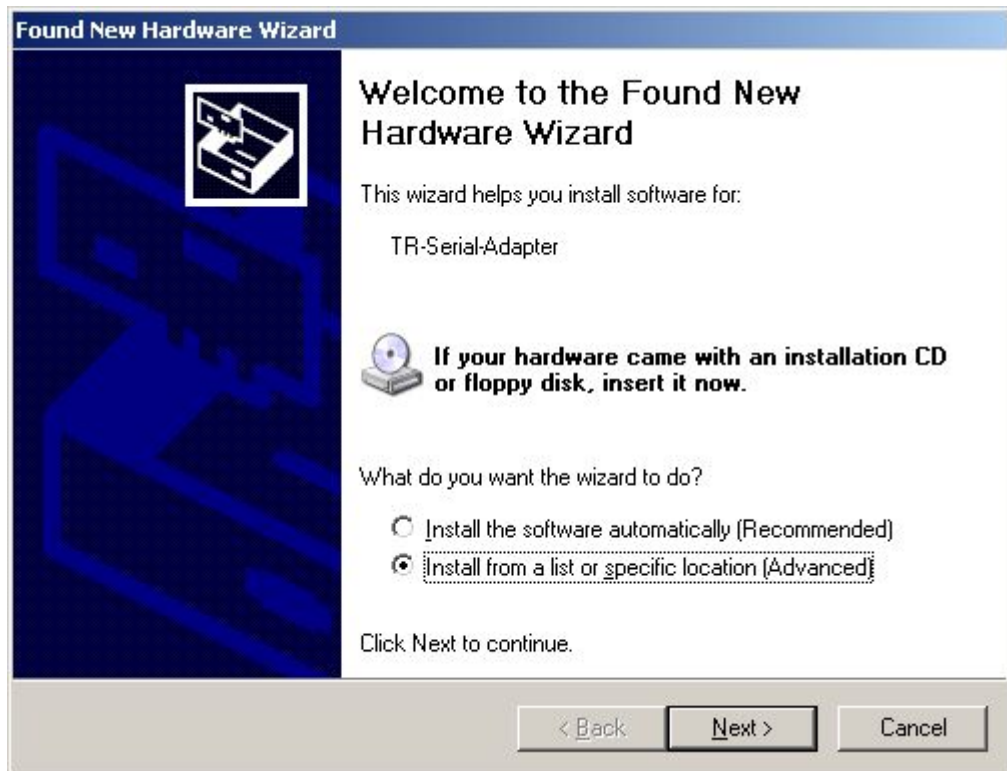 Found New Hardware Wizard
Welcome to the Found New
Hardware Wizard
This wizard helps you install software for:
TR-Serial-Adapter
If your hardware came with an installation CD
or floppy disk, insert it now.
What do you want the wizard to do?
Install the software automatically (Recommended)
Install from a list or specific location (Advanced)
Click Next to continue.
< Back
Next >
Cancel